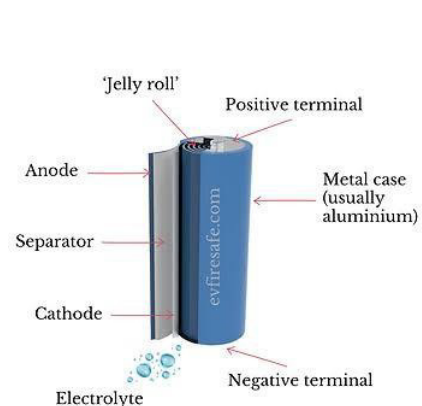 ‘Jelly roll’
Positive terminal
Anode
Metal case
(usually
aluminium)
Separator
evfiresafe.com
Cathode
Negative terminal
Electrolyte